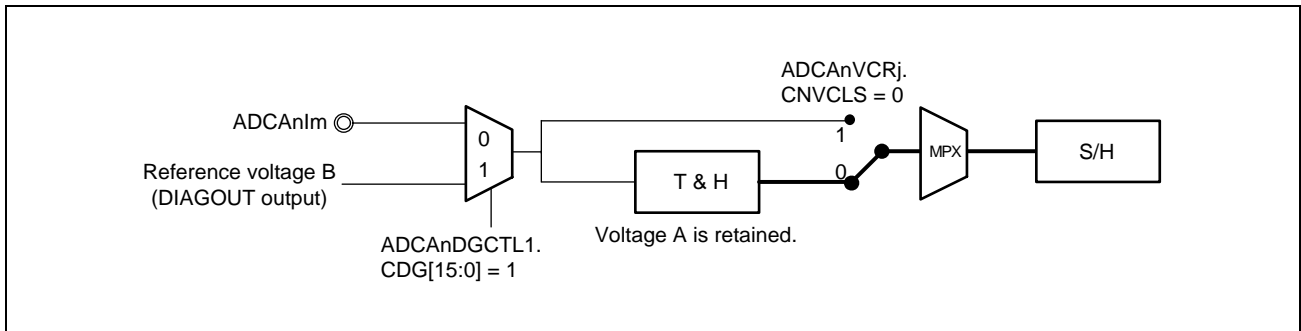 ADCAnVCRj.
CNVCLS = 0
ADCAnIm
0
1
MPX
S/H
Reference voltage B
1
0
T & H
(DIAGOUT output)
Voltage A is retained.
ADCAnDGCTL1.
CDG[15:0] = 1